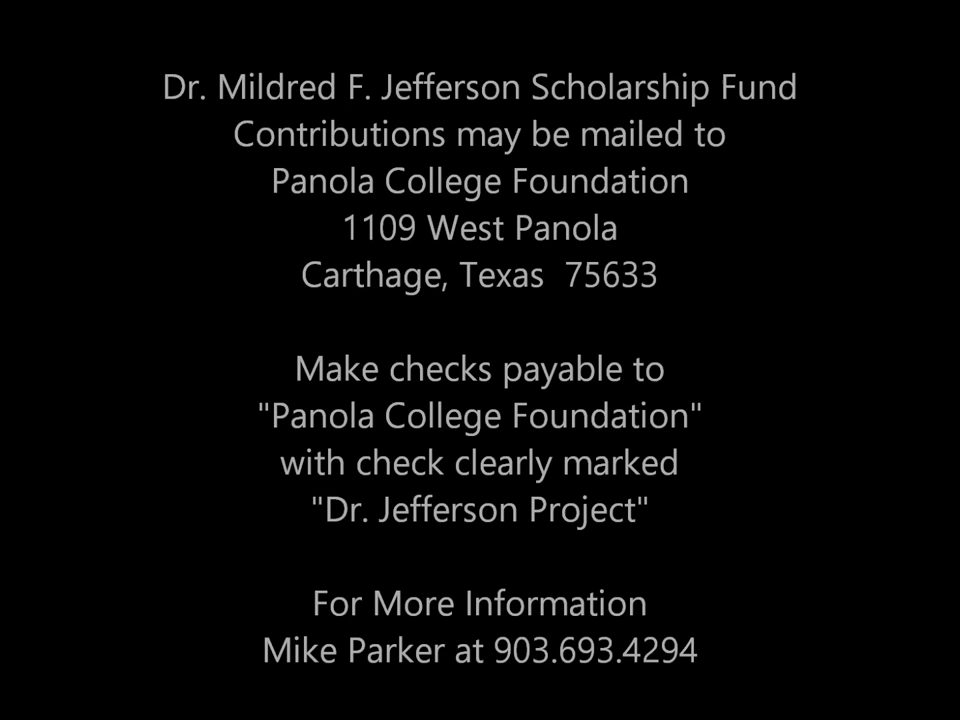 Dr. Mildred F. Jefferson Scholarship Fund
Contributions may be mailed to
Panola College Foundation
1109 West Panola
Carthage, Texas  75633
Make checks payable to
"Panola College Foundation"
with check clearly marked
"Dr. Jefferson Project"
For More Information
Mike Parker at 903.693.4294